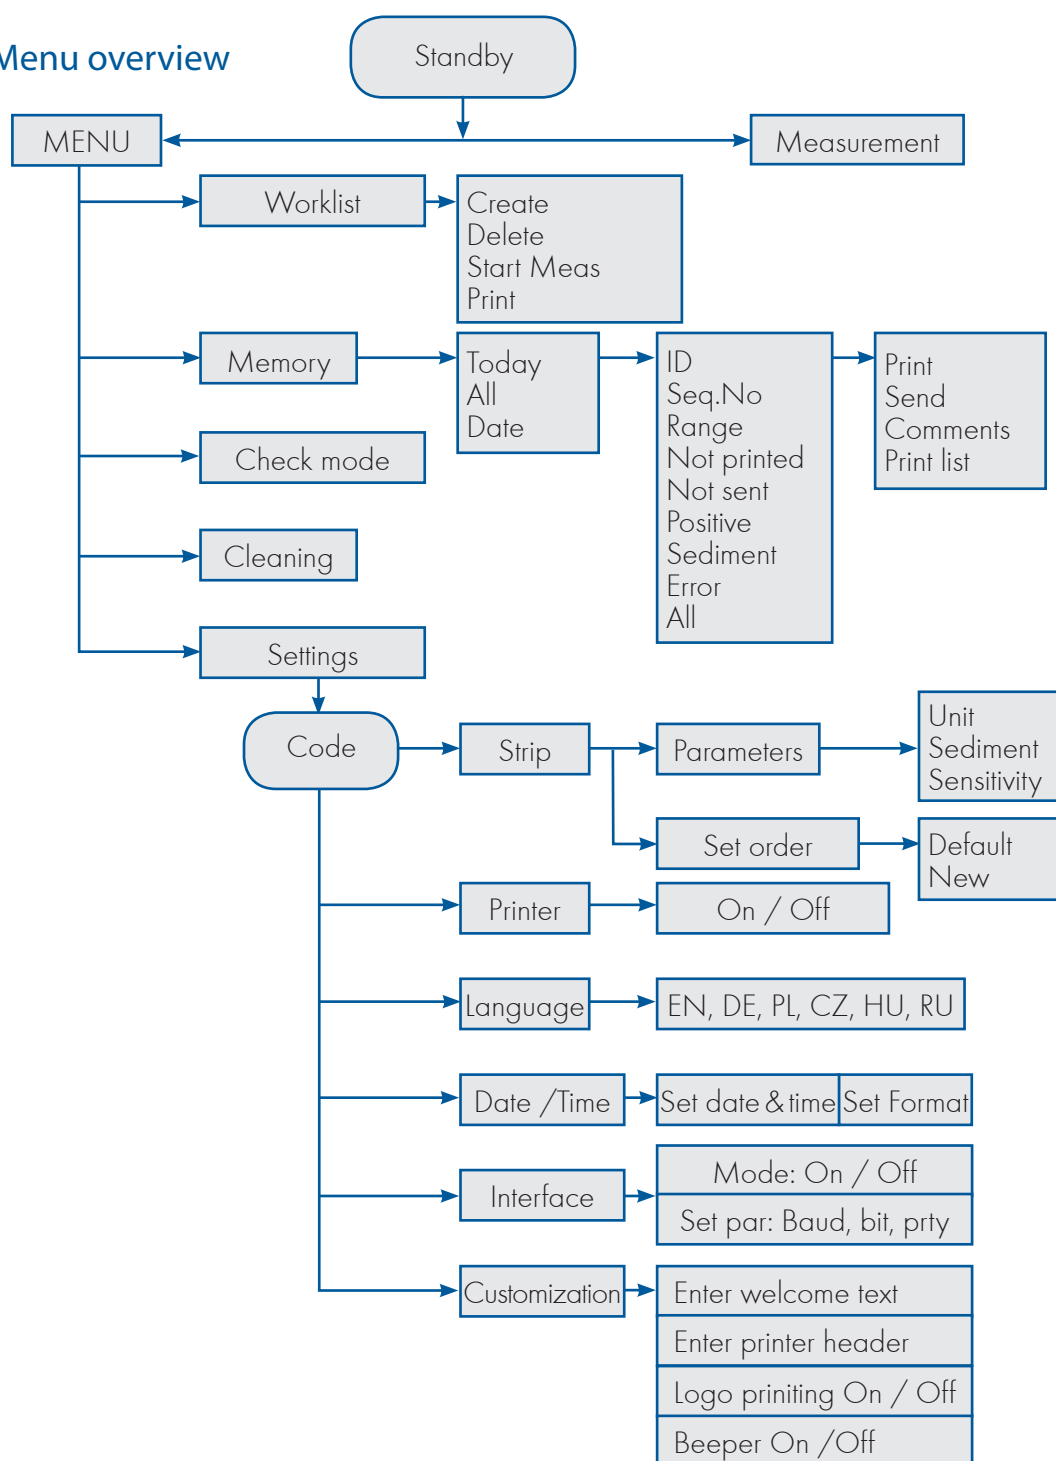 Menu overview
Standby
MENU
Measurement
Worklist
Create
Delete
Start Meas
Print
Memory
Today
All
Date
ID
Seq.No
Range
Not printed
Not sent
Positive
Sediment
Error
All
Print
Send
Comments
Print list
Check mode
Cleaning
Settings
Code
Strip
Parameters
Unit
Sediment
Sensitivity
Set order
Default
New
Printer
On / Off
Language
EN, DE, PL, CZ, HU, RU
Date /Time
Set date & time
Set Format
Interface
Mode: On / Off
Set par: Baud, bit, prty
Customization
Enter welcome text
Enter printer header
Logo priniting On / Off
Beeper On /Off